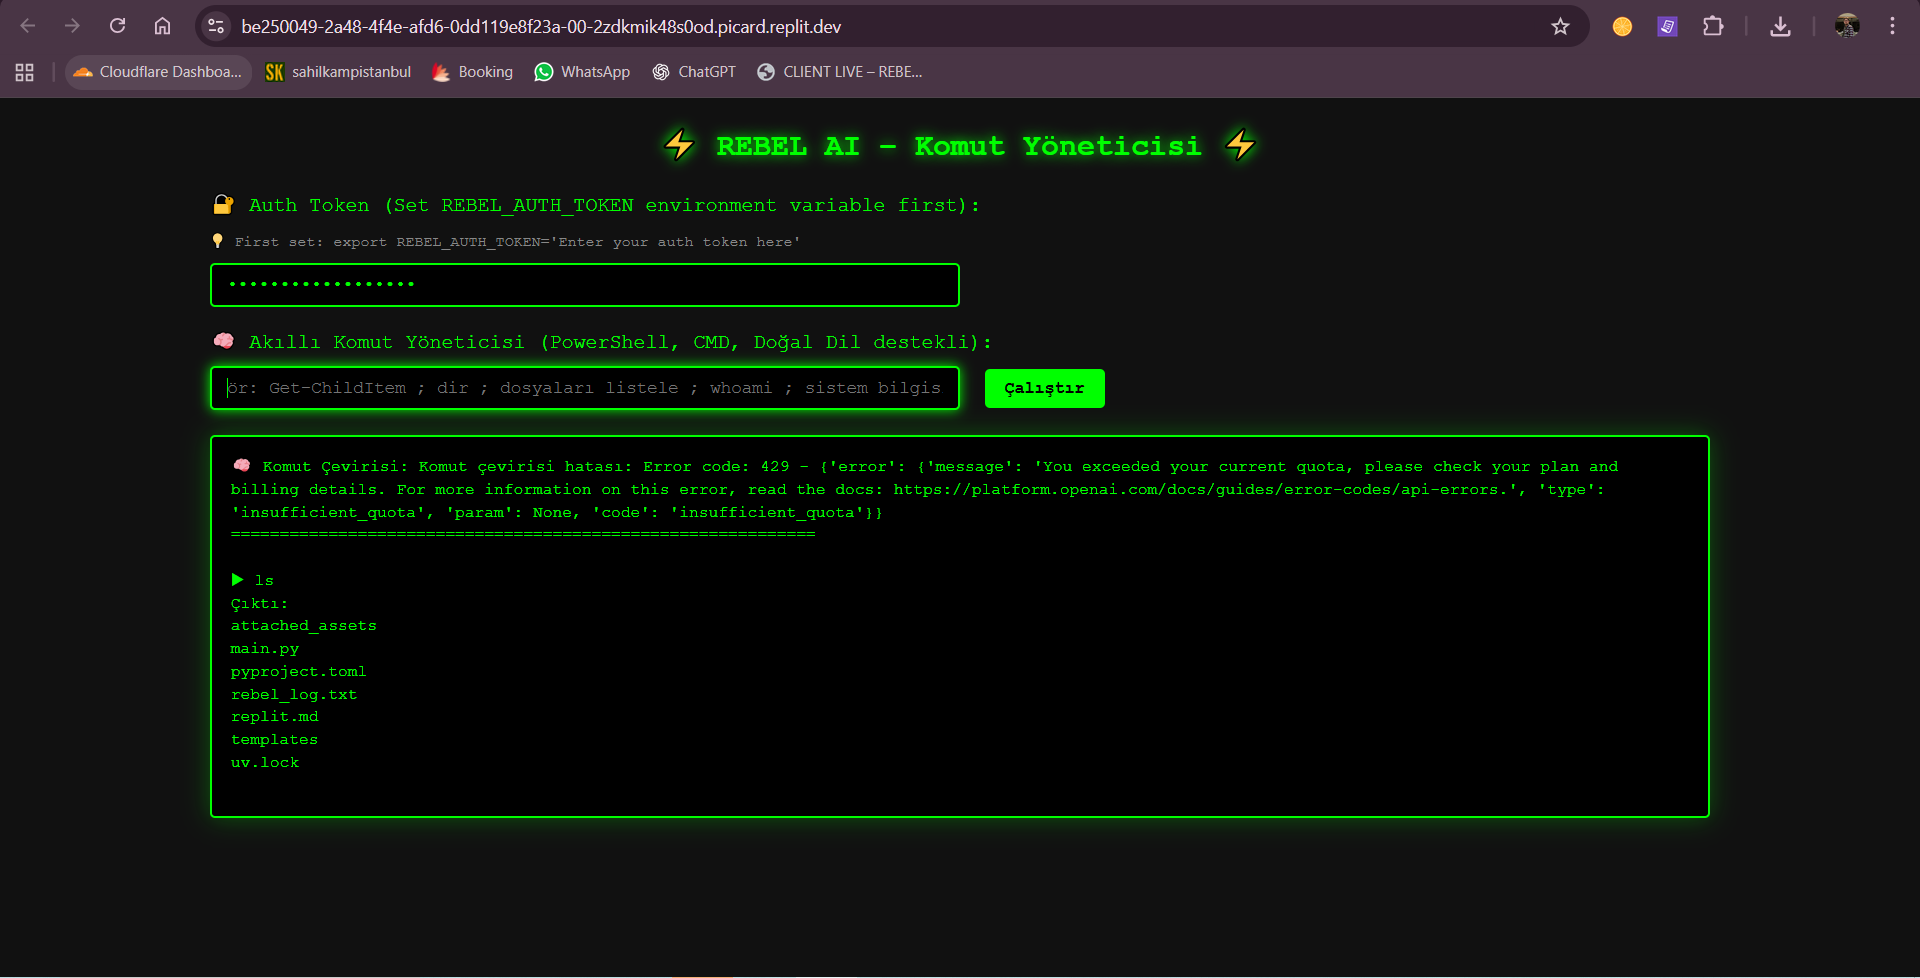 be250049-2a48-4f4e-afd6-0dd119e8f23a-00-2zdkmik48s0od.picard.replit.dev
Cloudflare Dashboa...
SK sahilkampistanbul
Booking
WhatsApp
ChatGPT
CLIENT LIVE – REBE...
⚡ REBEL AI – Komut Yöneticisi ⚡
🔐 Auth Token (Set REBEL_AUTH_TOKEN environment variable first):
💡 First set: export REBEL_AUTH_TOKEN='Enter your auth token here'
••••••••••••••••••
🧠 Akıllı Komut Yöneticisi (PowerShell, CMD, Doğal Dil destekli):
ör: Get-ChildItem ; dir ; dosyaları listele ; whoami ; sistem bilgis
Çalıştır
🧠 Komut Çevirisi: Komut çevirisi hatası: Error code: 429 - {'error': {'message': 'You exceeded your current quota, please check your plan and
billing details. For more information on this error, read the docs: https://platform.openai.com/docs/guides/error-codes/api-errors.', 'type':
'insufficient_quota', 'param': None, 'code': 'insufficient_quota'}}
============================================================
▶ ls
Çıktı:
attached_assets
main.py
pyproject.toml
rebel_log.txt
replit.md
templates
uv.lock